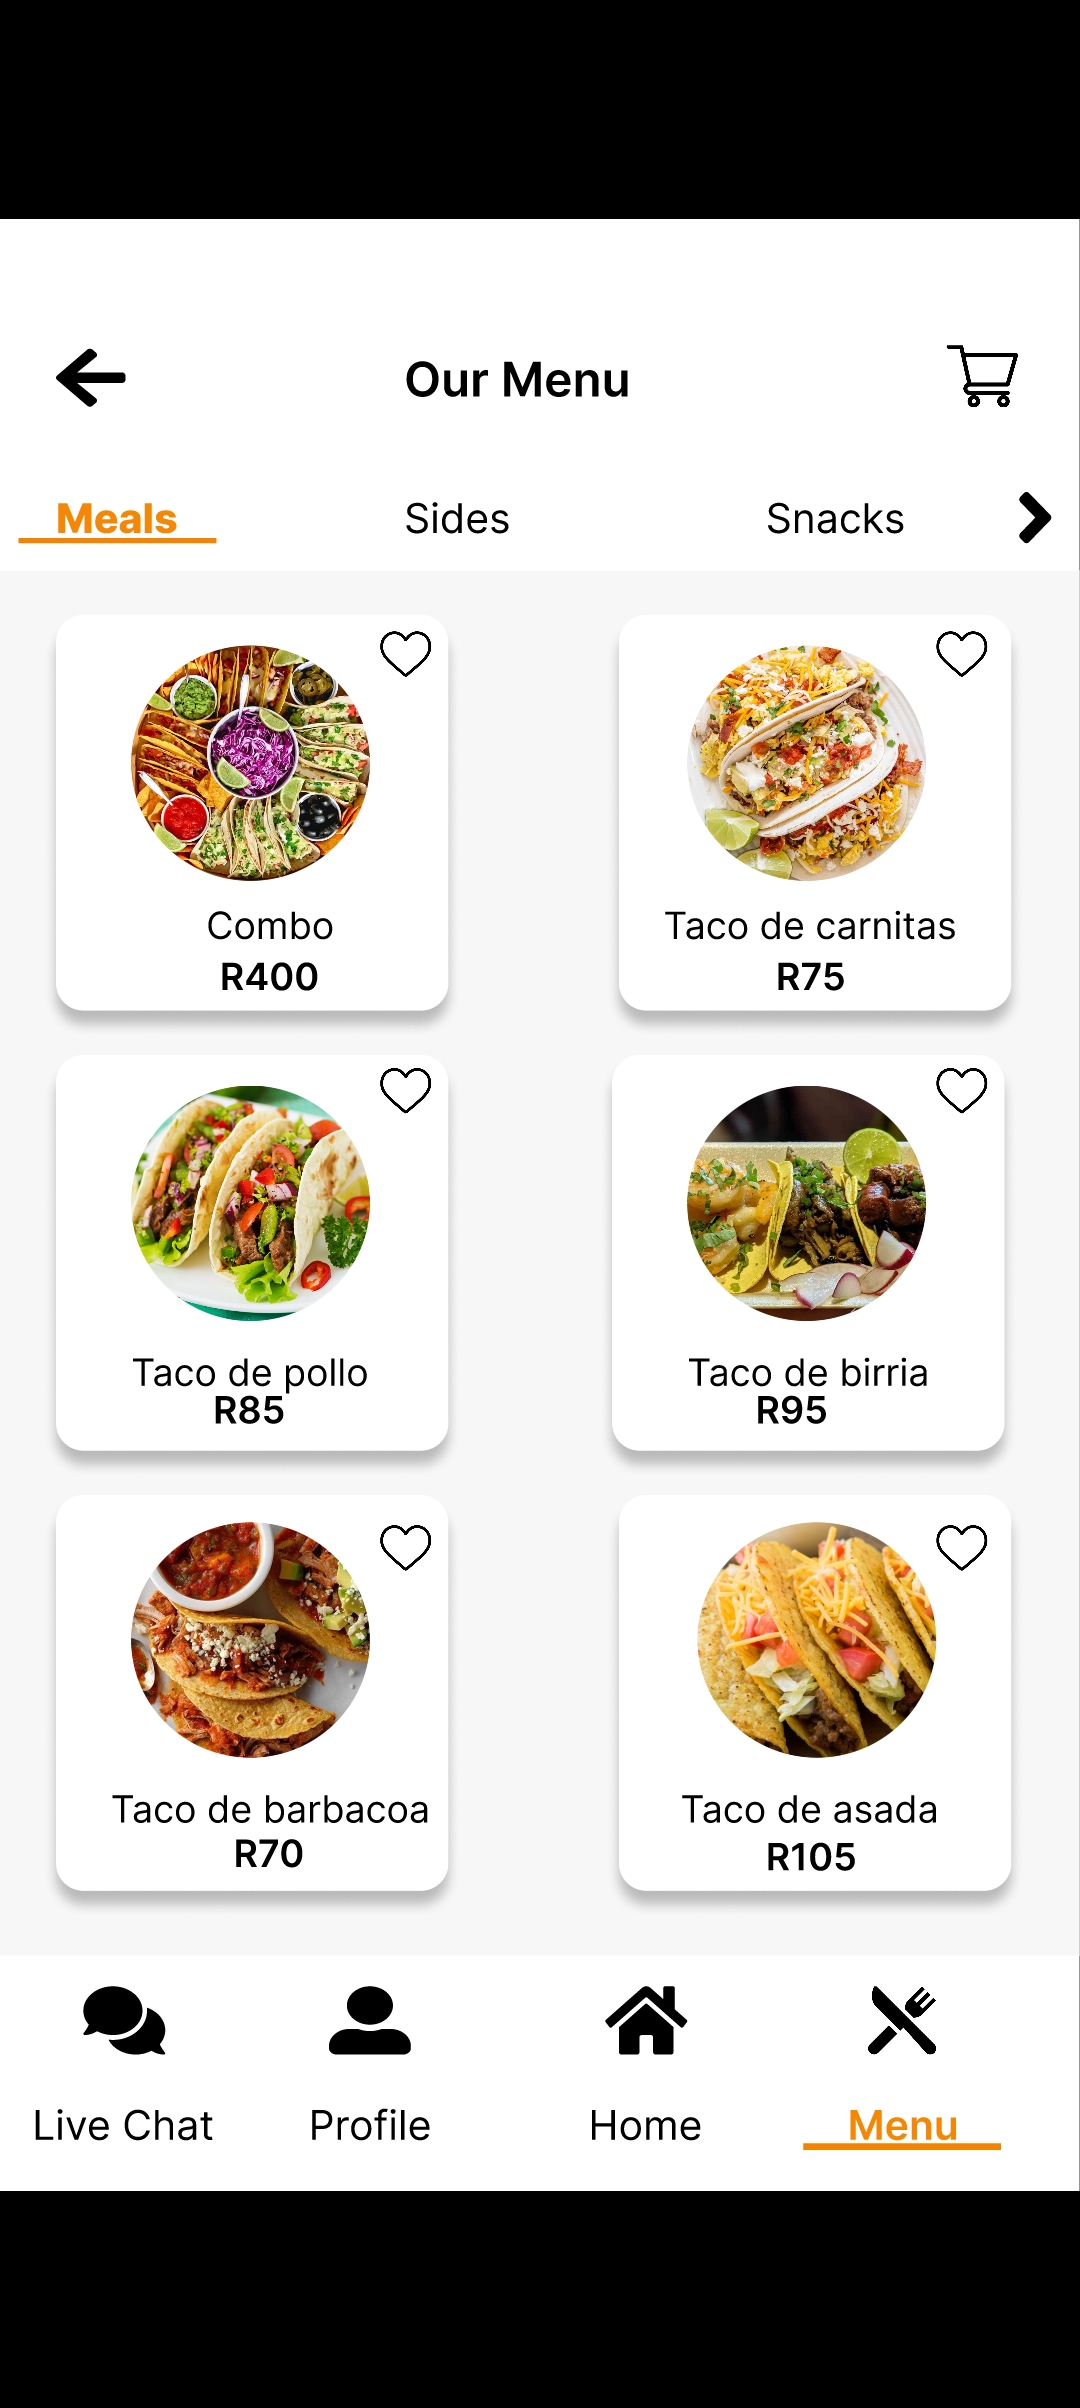 Our Menu
Meals Sides Snacks
Combo
R400
Taco de carnitas
R75
Taco de pollo
R85
Taco de birria
R95
Taco de barbacoa
R70
Taco de asada
R105
Live Chat Profile Home Menu